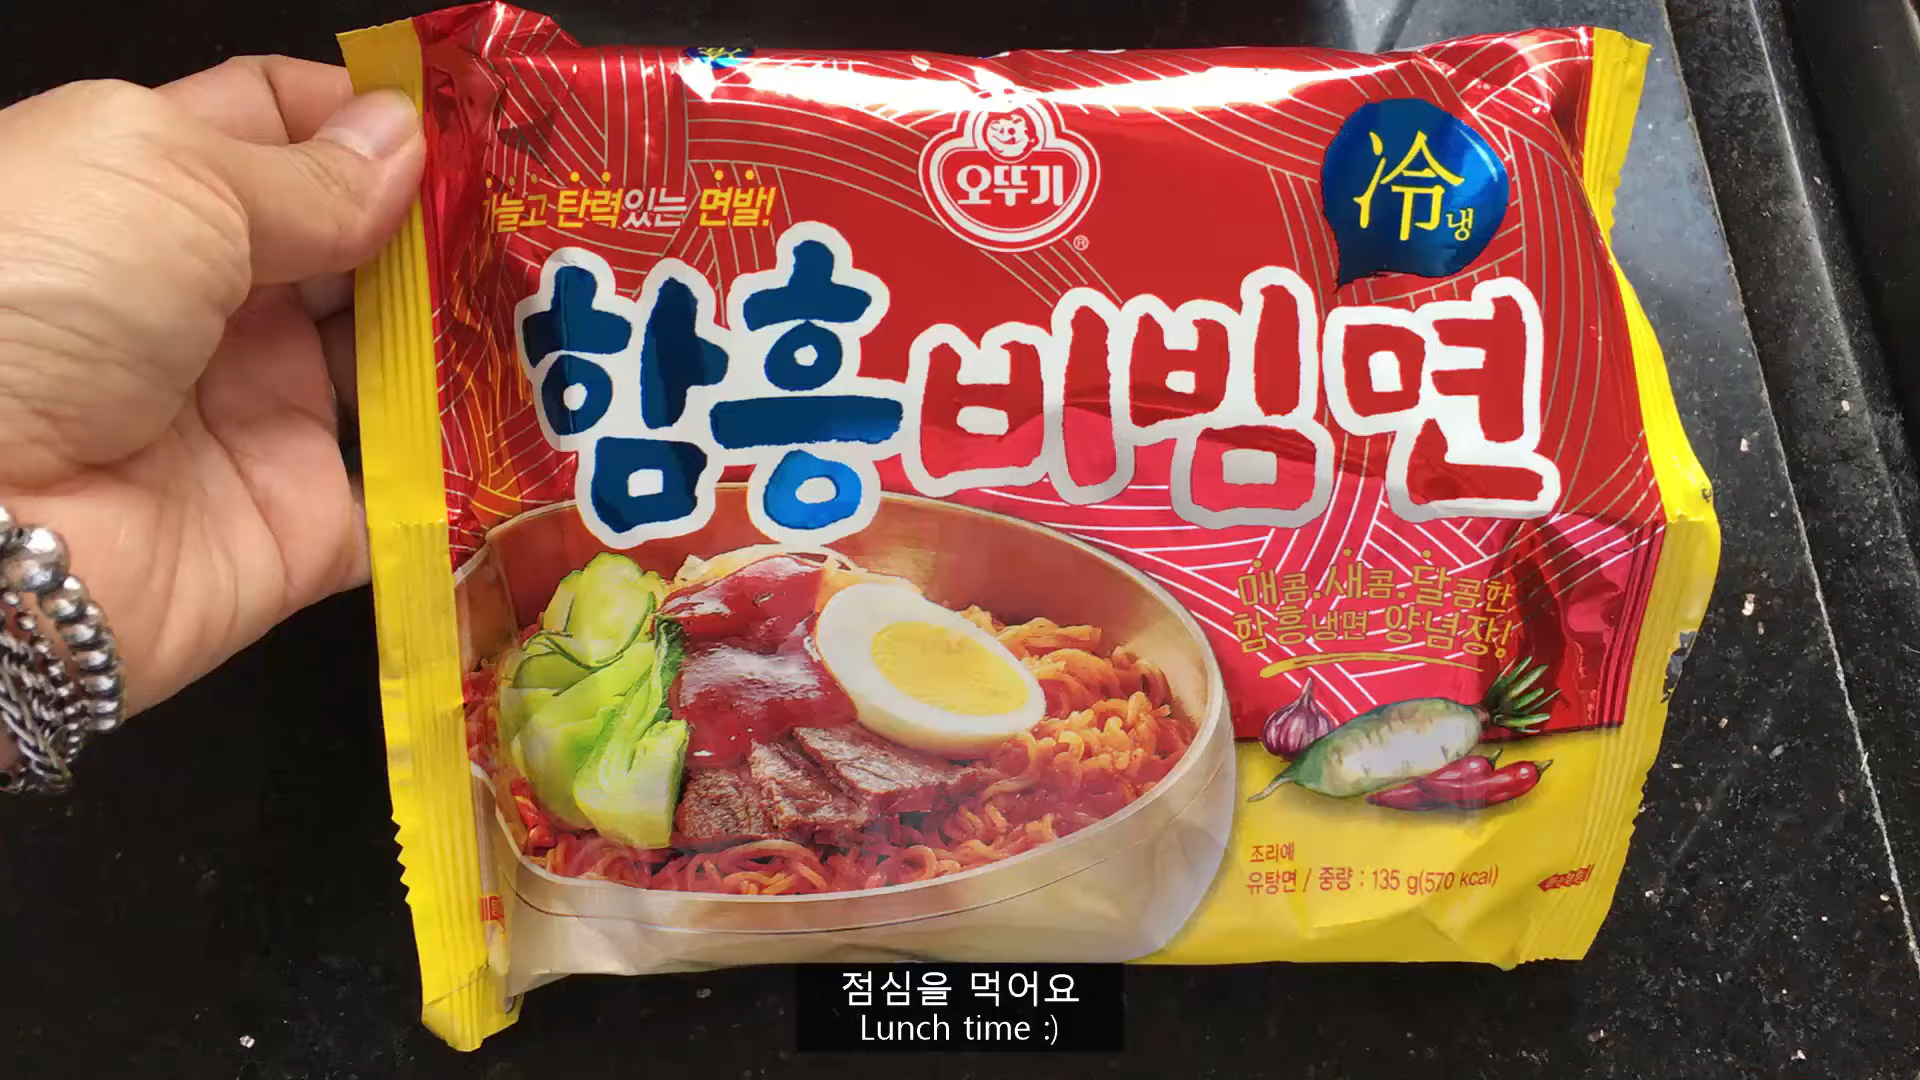 오뚜기
®
冷
냉
가늘고 탄력있는 면발!
함흥비빔면
매콤.새콤.달콤한
함흥냉면 양념장!
조리예
유탕면 / 중량 : 135 g(570 kcal)
점심을 먹어요
Lunch time :)